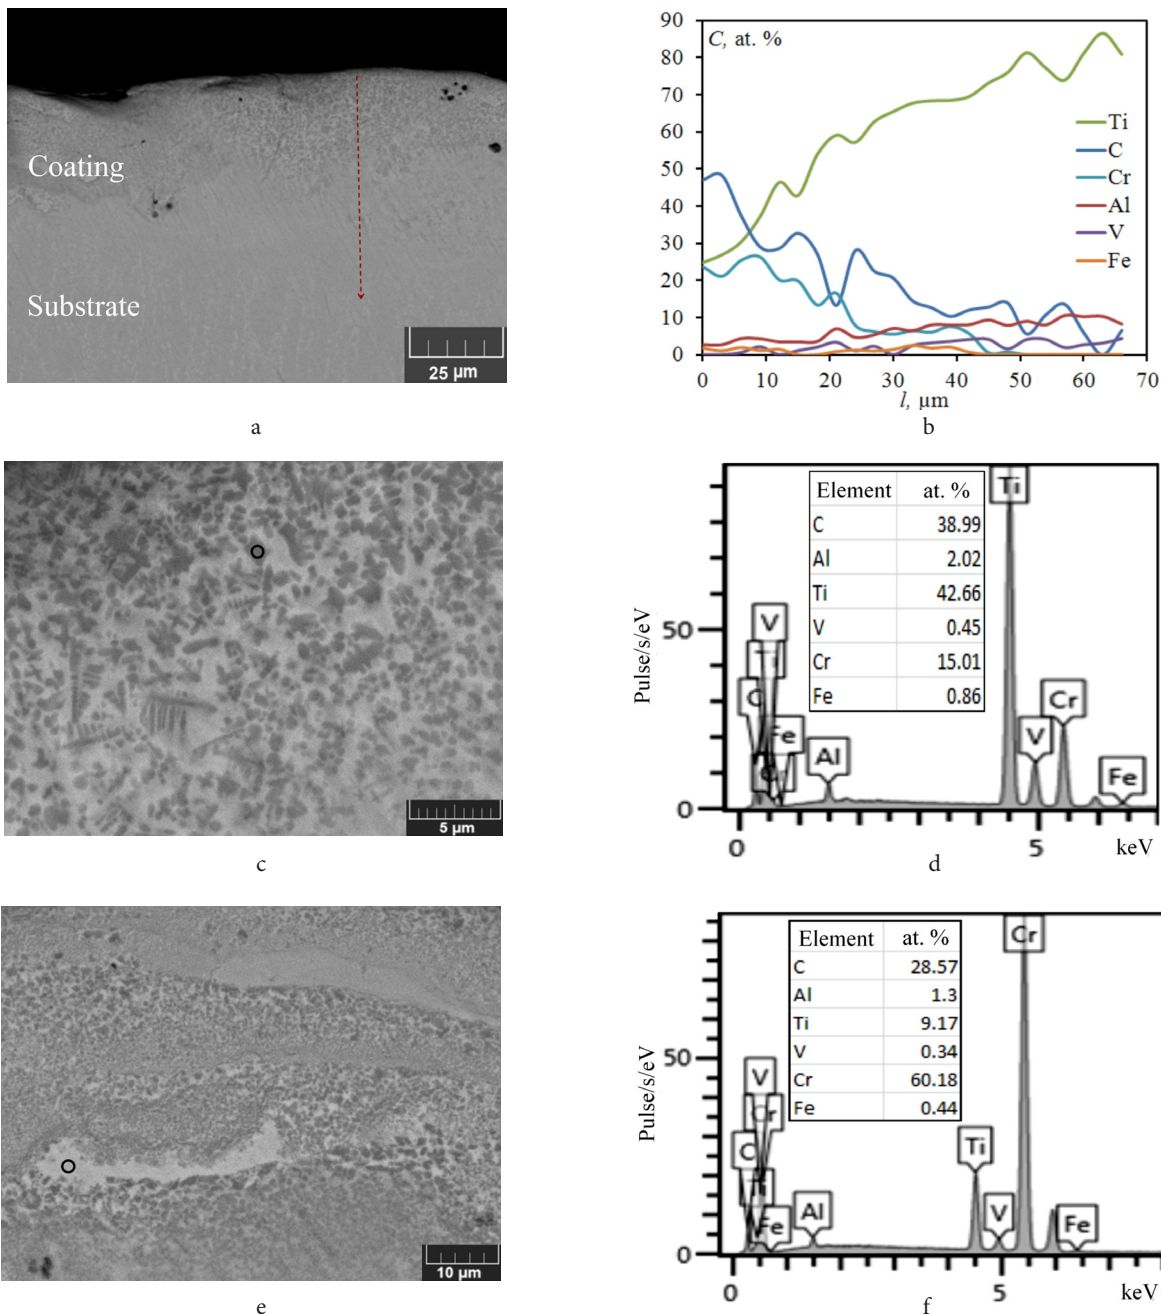 Coating
Substrate
25 µm
a
C, at. %
90
80
70
60
50
40
30
20
10
0
0 10 20 30 40 50 60 70
l, µm
Ti
C
Cr
Al
V
Fe
b
5 µm
c
Pulse/s/eV
50
0
Element at. %
C 38.99
Al 2.02
Ti 42.66
V 0.45
Cr 15.01
Fe 0.86
Ti
V
Ti
C
Fe
Al
V
Cr
Fe
0 5 keV
d
10 µm
e
Pulse/s/eV
50
0
Element at. %
C 28.57
Al 1.3
Ti 9.17
V 0.34
Cr 60.18
Fe 0.44
Cr
V
Cr
C
Ti
Fe
Al
Ti
V
Fe
0 5 keV
f